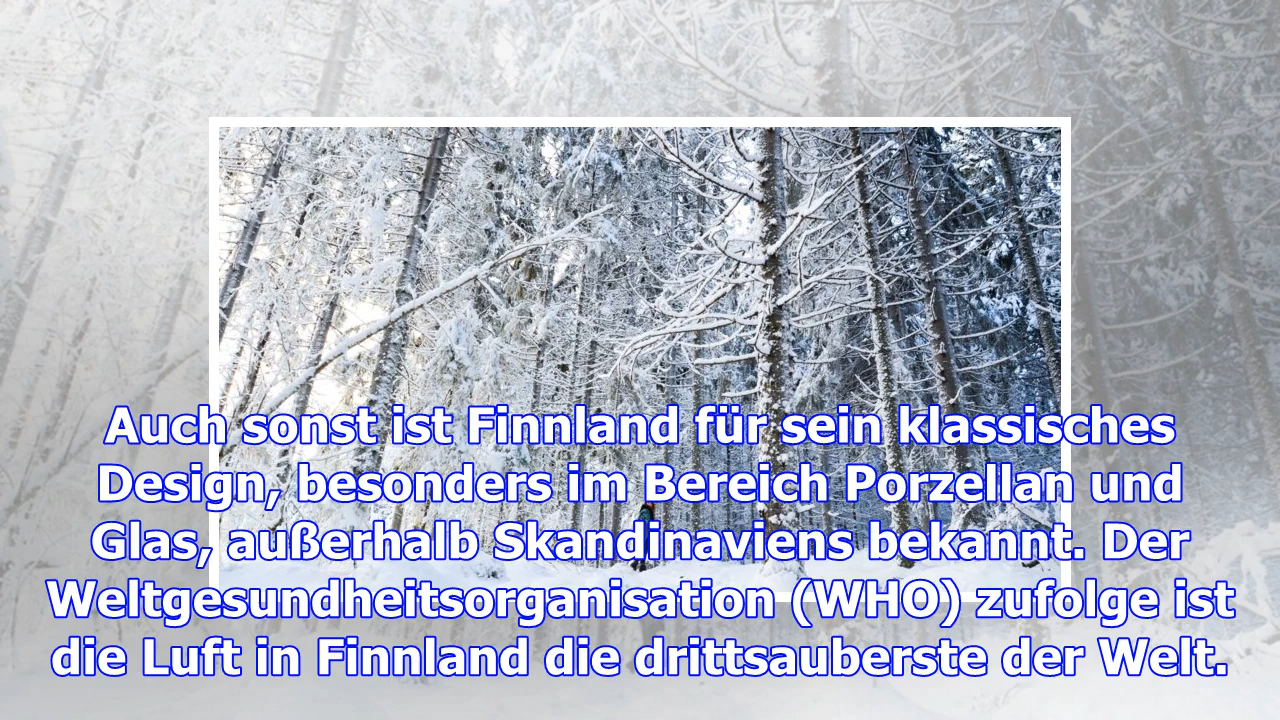 Auch sonst ist Finnland für sein klassisches
Design, besonders im Bereich Porzellan und
Glas, außerhalb Skandinaviens bekannt. Der
Weltgesundheitsorganisation (WHO) zufolge ist
die Luft in Finnland die drittsauberste der Welt.